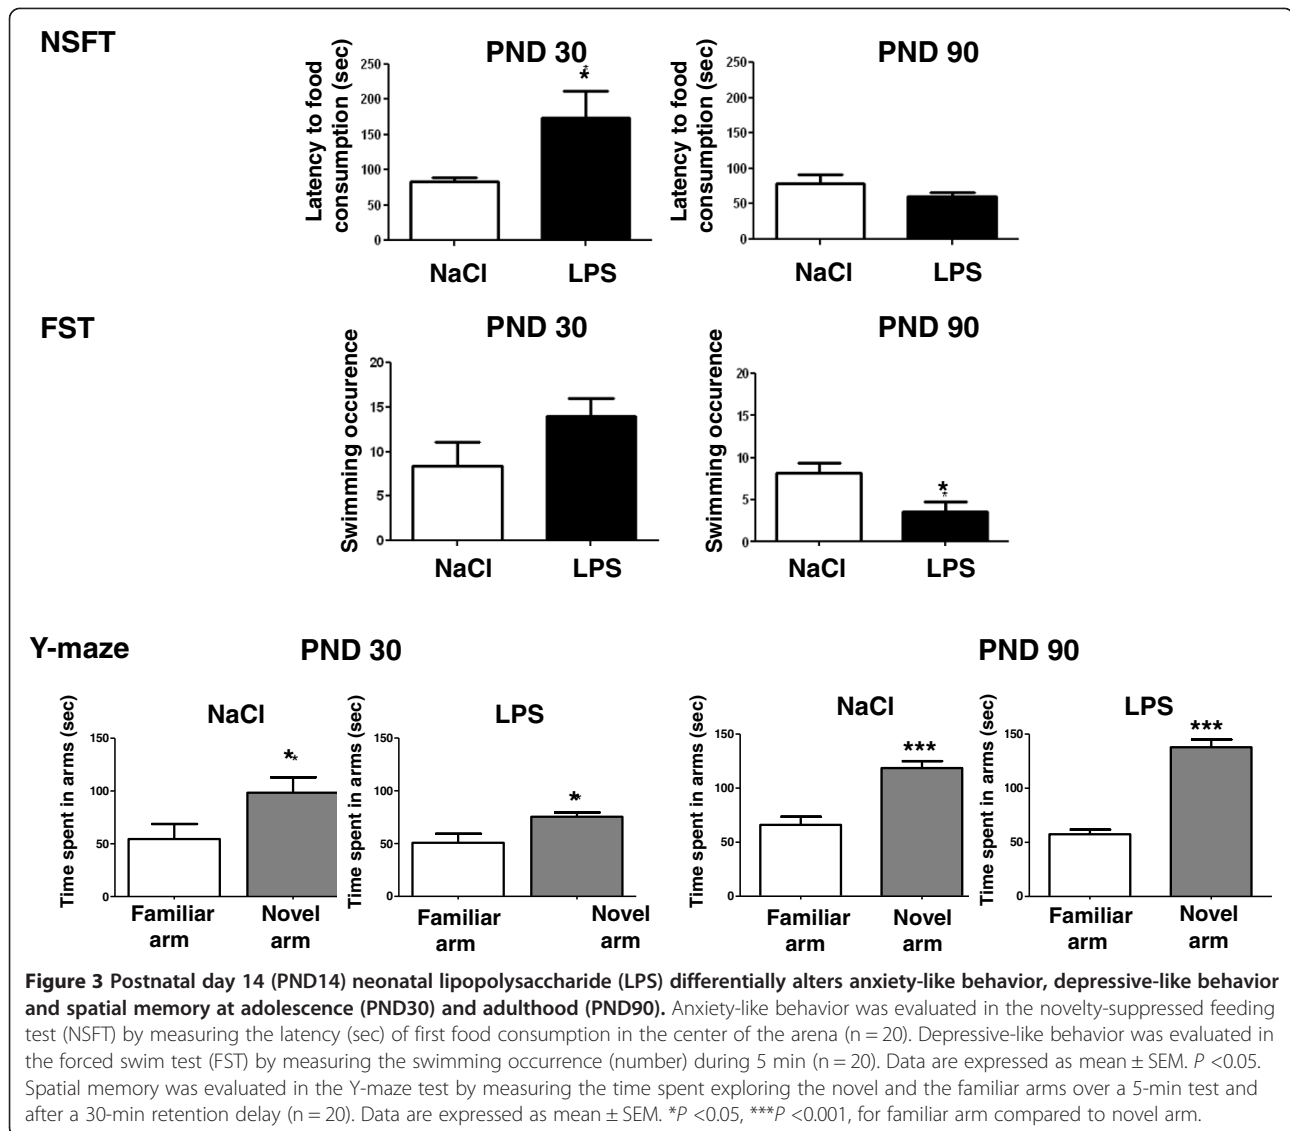 NSFT
PND 30
PND 90
Latency to food
consumption (sec)
250
200
150
100
50
0
*
NaCl
LPS
Latency to food
consumption (sec)
250
200
150
100
50
0
NaCl
LPS
FST
PND 30
PND 90
Swimming occurence
20
15
10
5
0
NaCl
LPS
Swimming occurence
20
15
10
5
0
*
NaCl
LPS
Y-maze
PND 30
PND 90
NaCl
Time spent in arms (sec)
150
100
50
0
**
Familiar
arm
Novel
arm
LPS
Time spent in arms (sec)
150
100
50
0
*
Familiar
arm
Novel
arm
NaCl
Time spent in arms (sec)
150
100
50
0
***
Familiar
arm
Novel
arm
LPS
Time spent in arms (sec)
150
100
50
0
***
Familiar
arm
Novel
arm
Figure 3 Postnatal day 14 (PND14) neonatal lipopolysaccharide (LPS) differentially alters anxiety-like behavior, depressive-like behavior
and spatial memory at adolescence (PND30) and adulthood (PND90). Anxiety-like behavior was evaluated in the novelty-suppressed feeding
test (NSFT) by measuring the latency (sec) of first food consumption in the center of the arena (n = 20). Depressive-like behavior was evaluated in
the forced swim test (FST) by measuring the swimming occurrence (number) during 5 min (n = 20). Data are expressed as mean ± SEM. P <0.05.
Spatial memory was evaluated in the Y-maze test by measuring the time spent exploring the novel and the familiar arms over a 5-min test and
after a 30-min retention delay (n = 20). Data are expressed as mean ± SEM. *P <0.05, ***P <0.001, for familiar arm compared to novel arm.